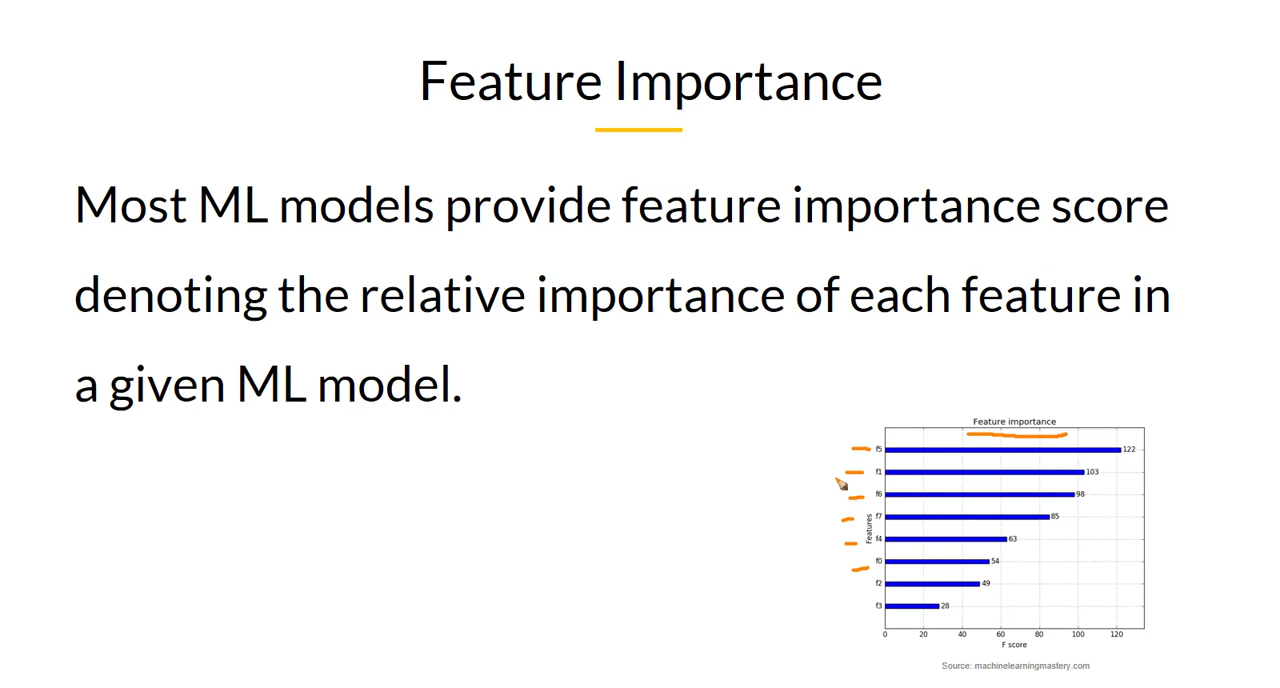 Feature Importance
Most ML models provide feature importance score
denoting the relative importance of each feature in
a given ML model.
Feature importance
f5 122
f1 103
f6 98
f7 85
f4 63
f0 54
f2 49
f3 28
Features
0 20 40 60 80 100 120
F score
Source: machinelearningmastery.com